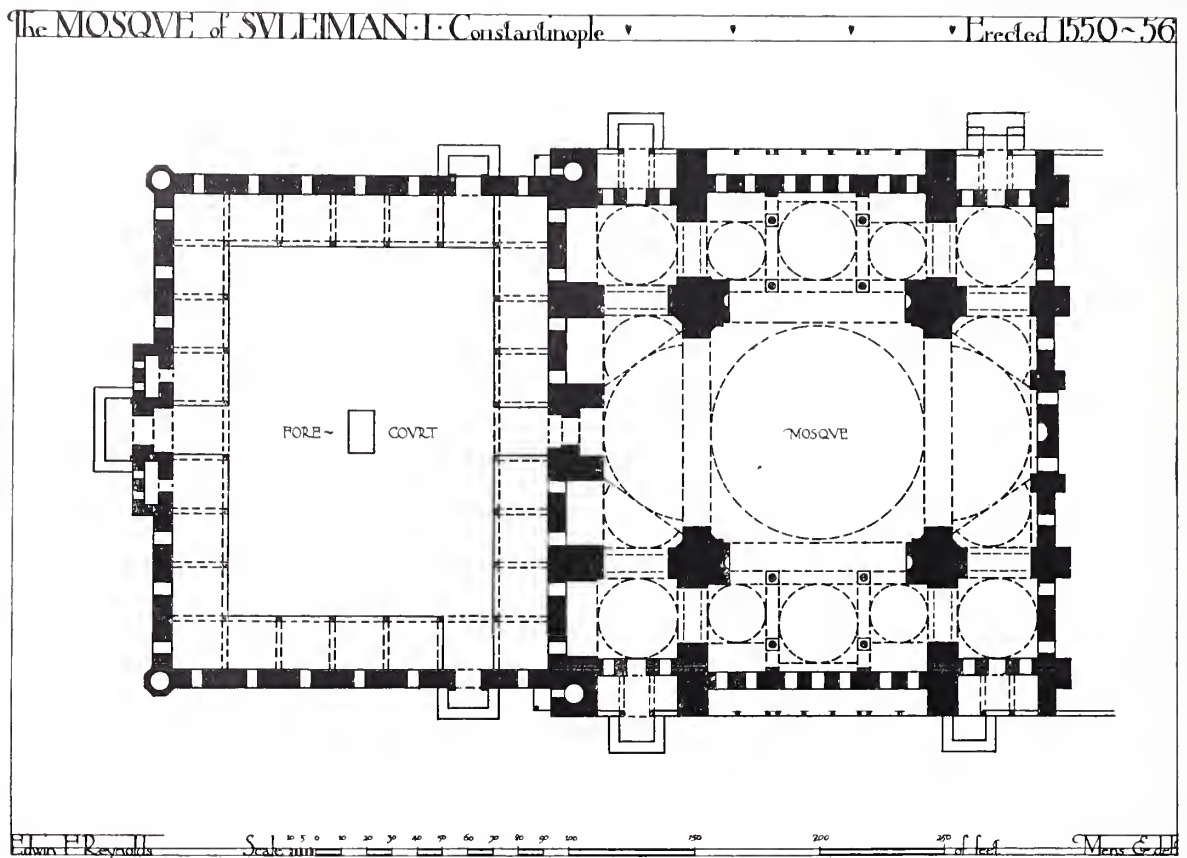 The MOSQVE of SVLEIMAN·I· Constantinople Erected 1550~56
FORE~ COVRT
MOSQVE
Edwin F Reynolds Scale 10 5 0 10 20 30 40 50 60 70 80 90 100 150 200 250 of feet Mens. & delt